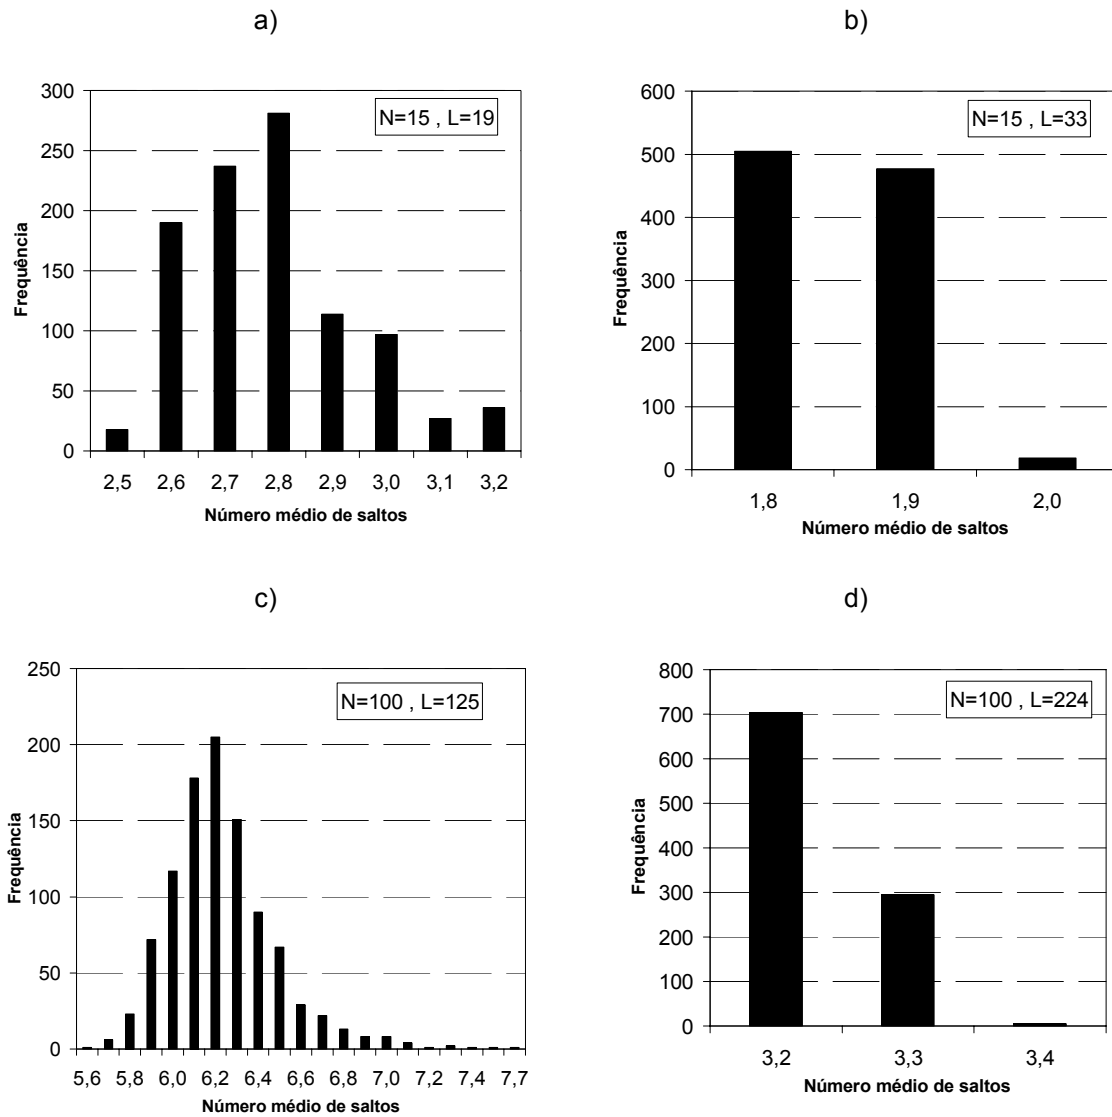 a)
300
250
200
150
100
50
0
Frequência
N=15 , L=19
2,5 2,6 2,7 2,8 2,9 3,0 3,1 3,2
Número médio de saltos
b)
600
500
400
300
200
100
0
Frequência
N=15 , L=33
1,8 1,9 2,0
Número médio de saltos
c)
250
200
150
100
50
0
Frequência
N=100 , L=125
5,6 5,8 6,0 6,2 6,4 6,6 6,8 7,0 7,2 7,4 7,7
Número médio de saltos
d)
800
700
600
500
400
300
200
100
0
Frequência
N=100 , L=224
3,2 3,3 3,4
Número médio de saltos